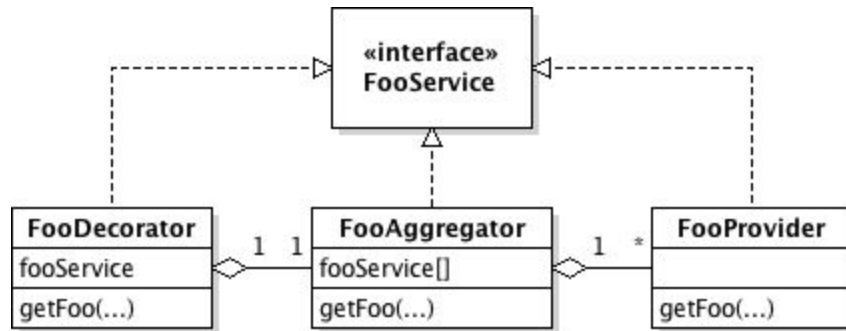 «interface»
FooService
FooDecorator
fooService
getFoo(...)
1 1
FooAggregator
fooService[]
getFoo(...)
1 *
FooProvider
getFoo(...)